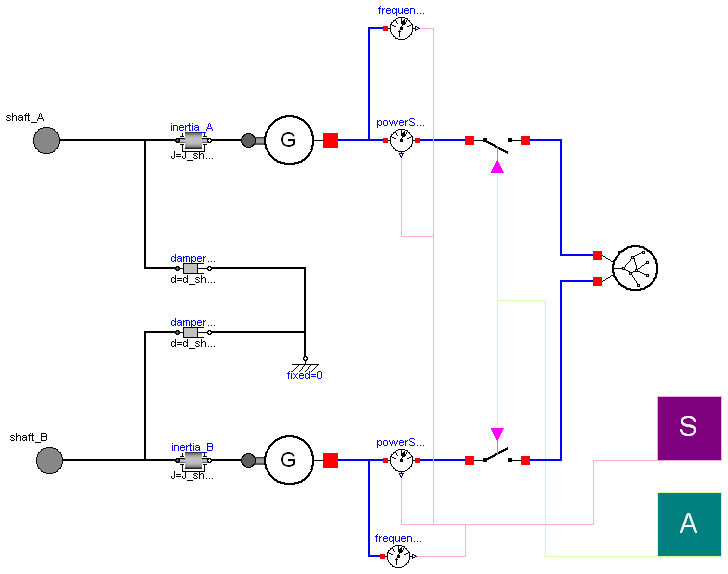 frequen...
shaft_A
inertia_A
J=J_sh...
G
powerS...
damper...
d=d_sh...
damper...
d=d_sh...
fixed=0
shaft_B
inertia_B
J=J_sh...
G
powerS...
S
A
frequen...